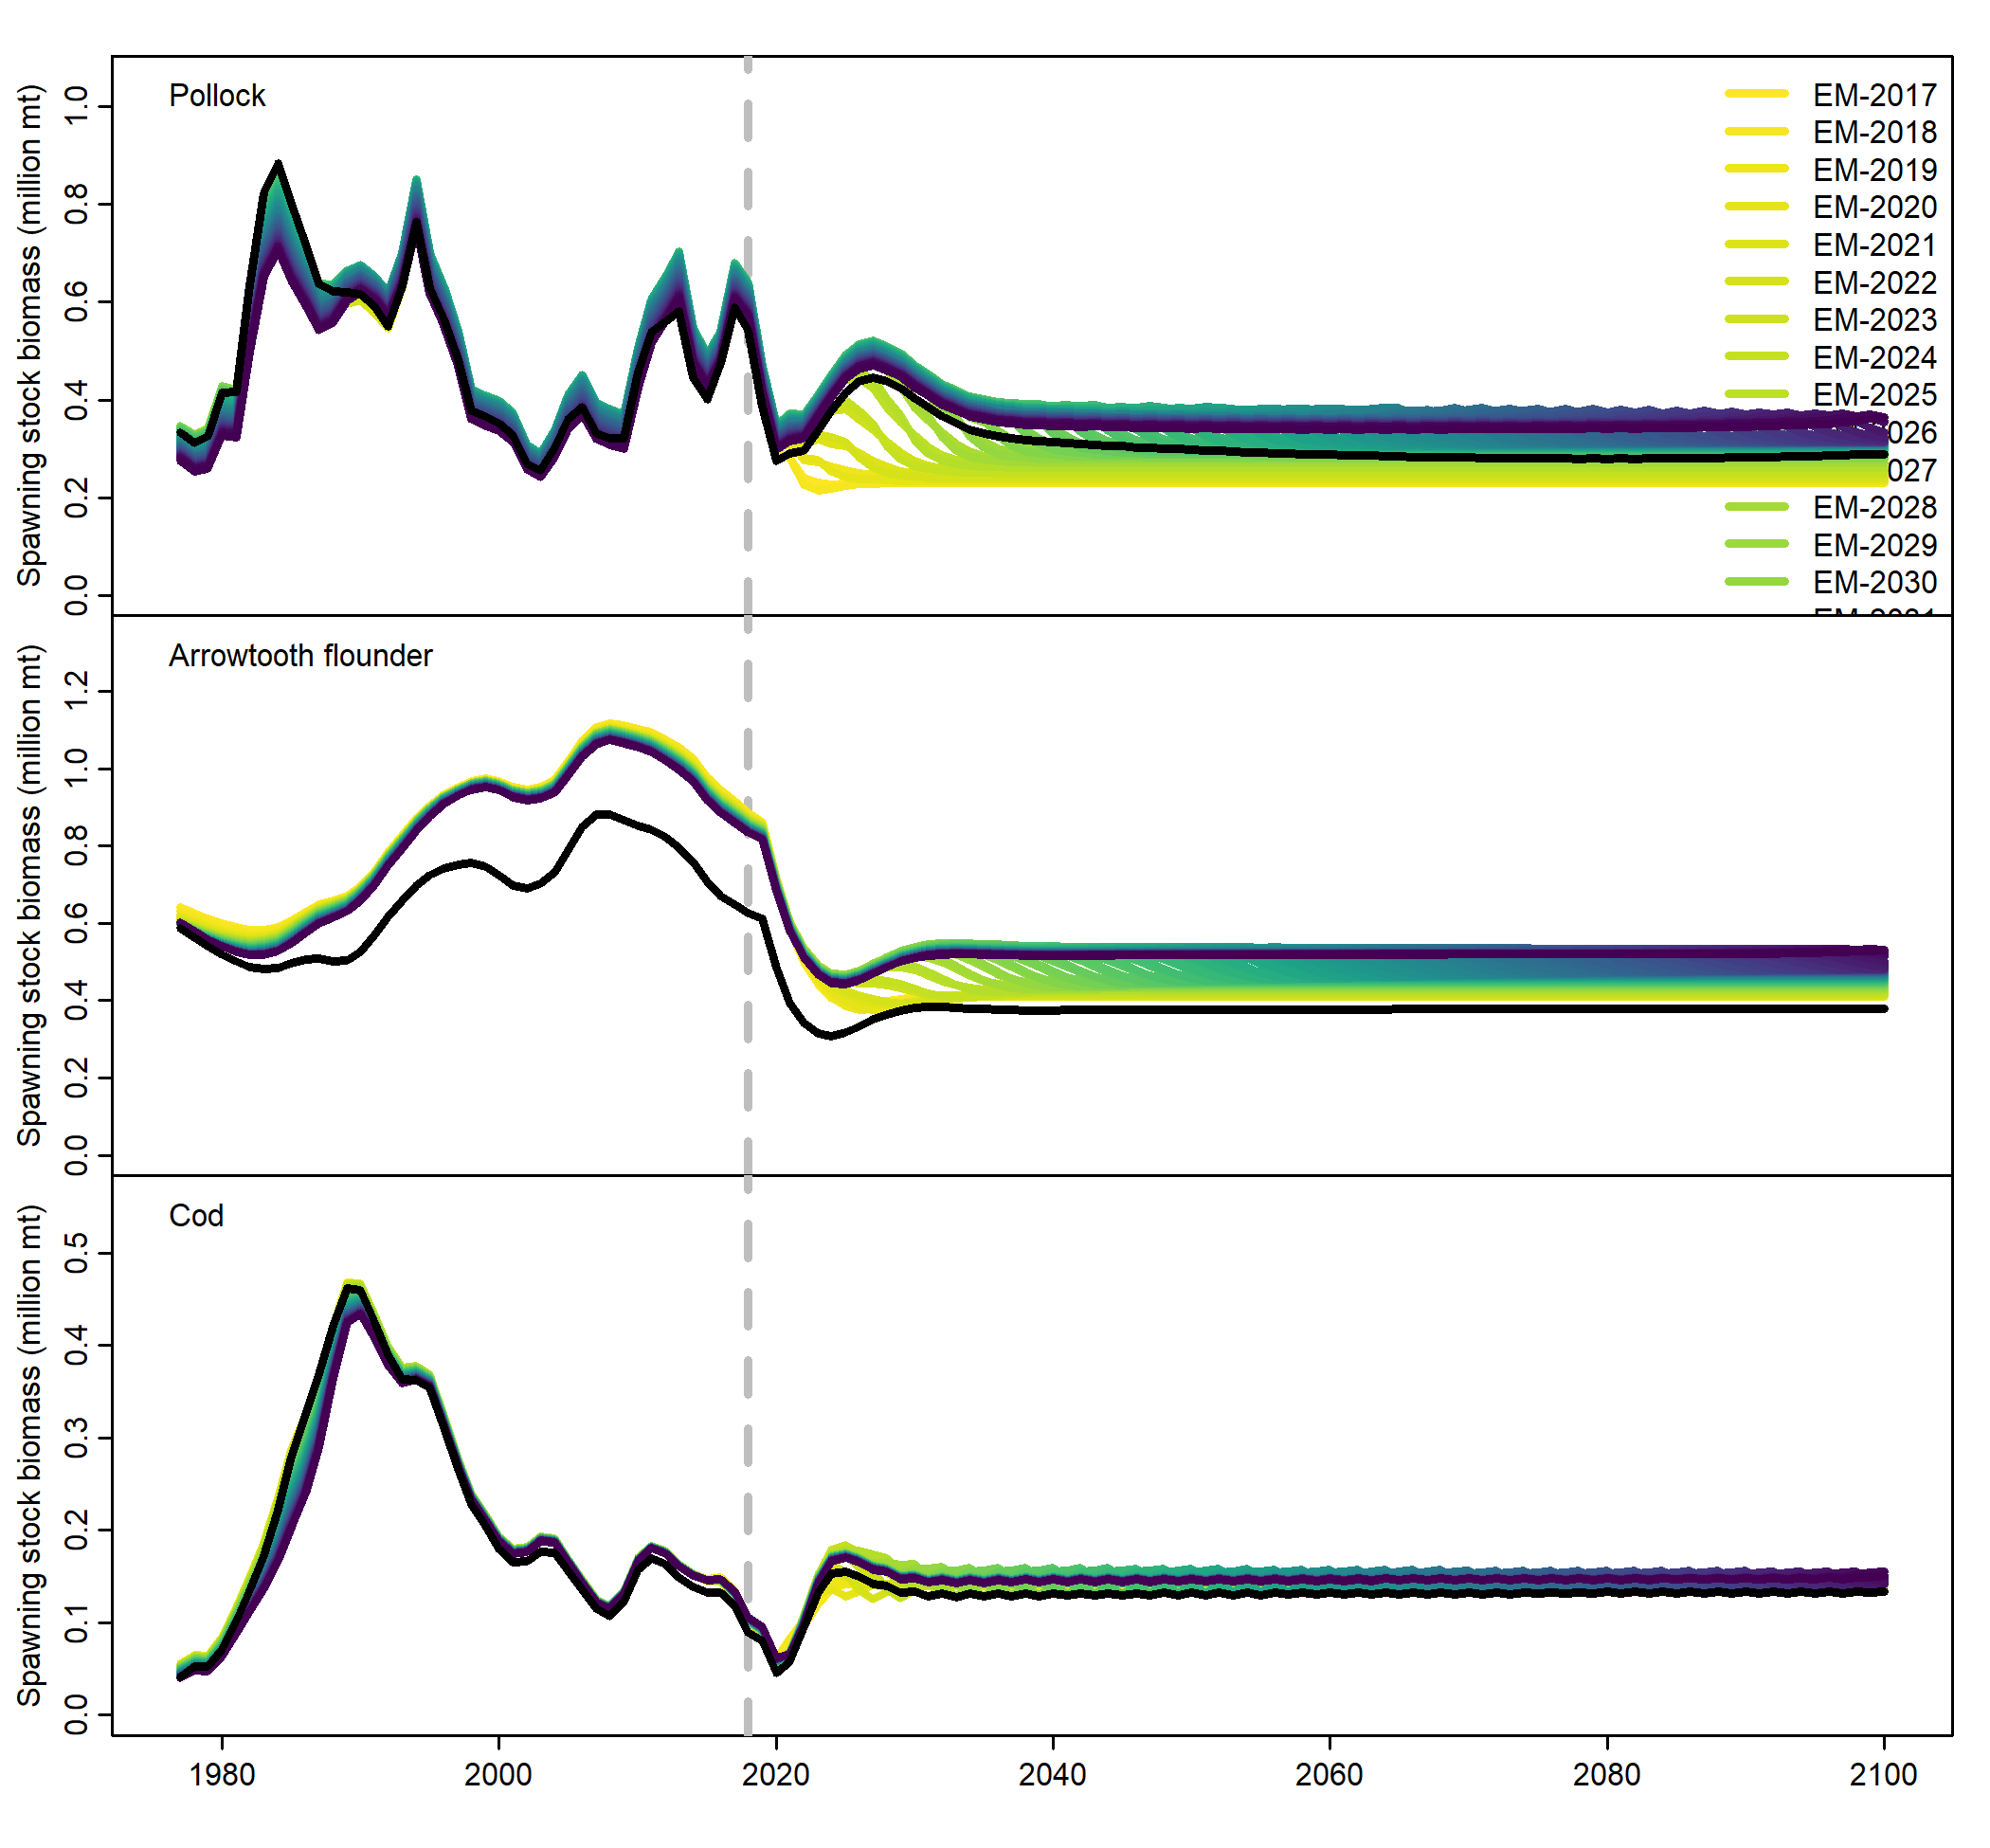 Pollock
Spawning stock biomass (million mt)
1.0
0.8
0.6
0.4
0.2
0.0
EM-2017
EM-2018
EM-2019
EM-2020
EM-2021
EM-2022
EM-2023
EM-2024
EM-2025
026
027
EM-2028
EM-2029
EM-2030
Arrowtooth flounder
Spawning stock biomass (million mt)
1.2
1.0
0.8
0.6
0.4
0.2
0.0
Cod
Spawning stock biomass (million mt)
0.5
0.4
0.3
0.2
0.1
0.0
1980 2000 2020 2040 2060 2080 2100